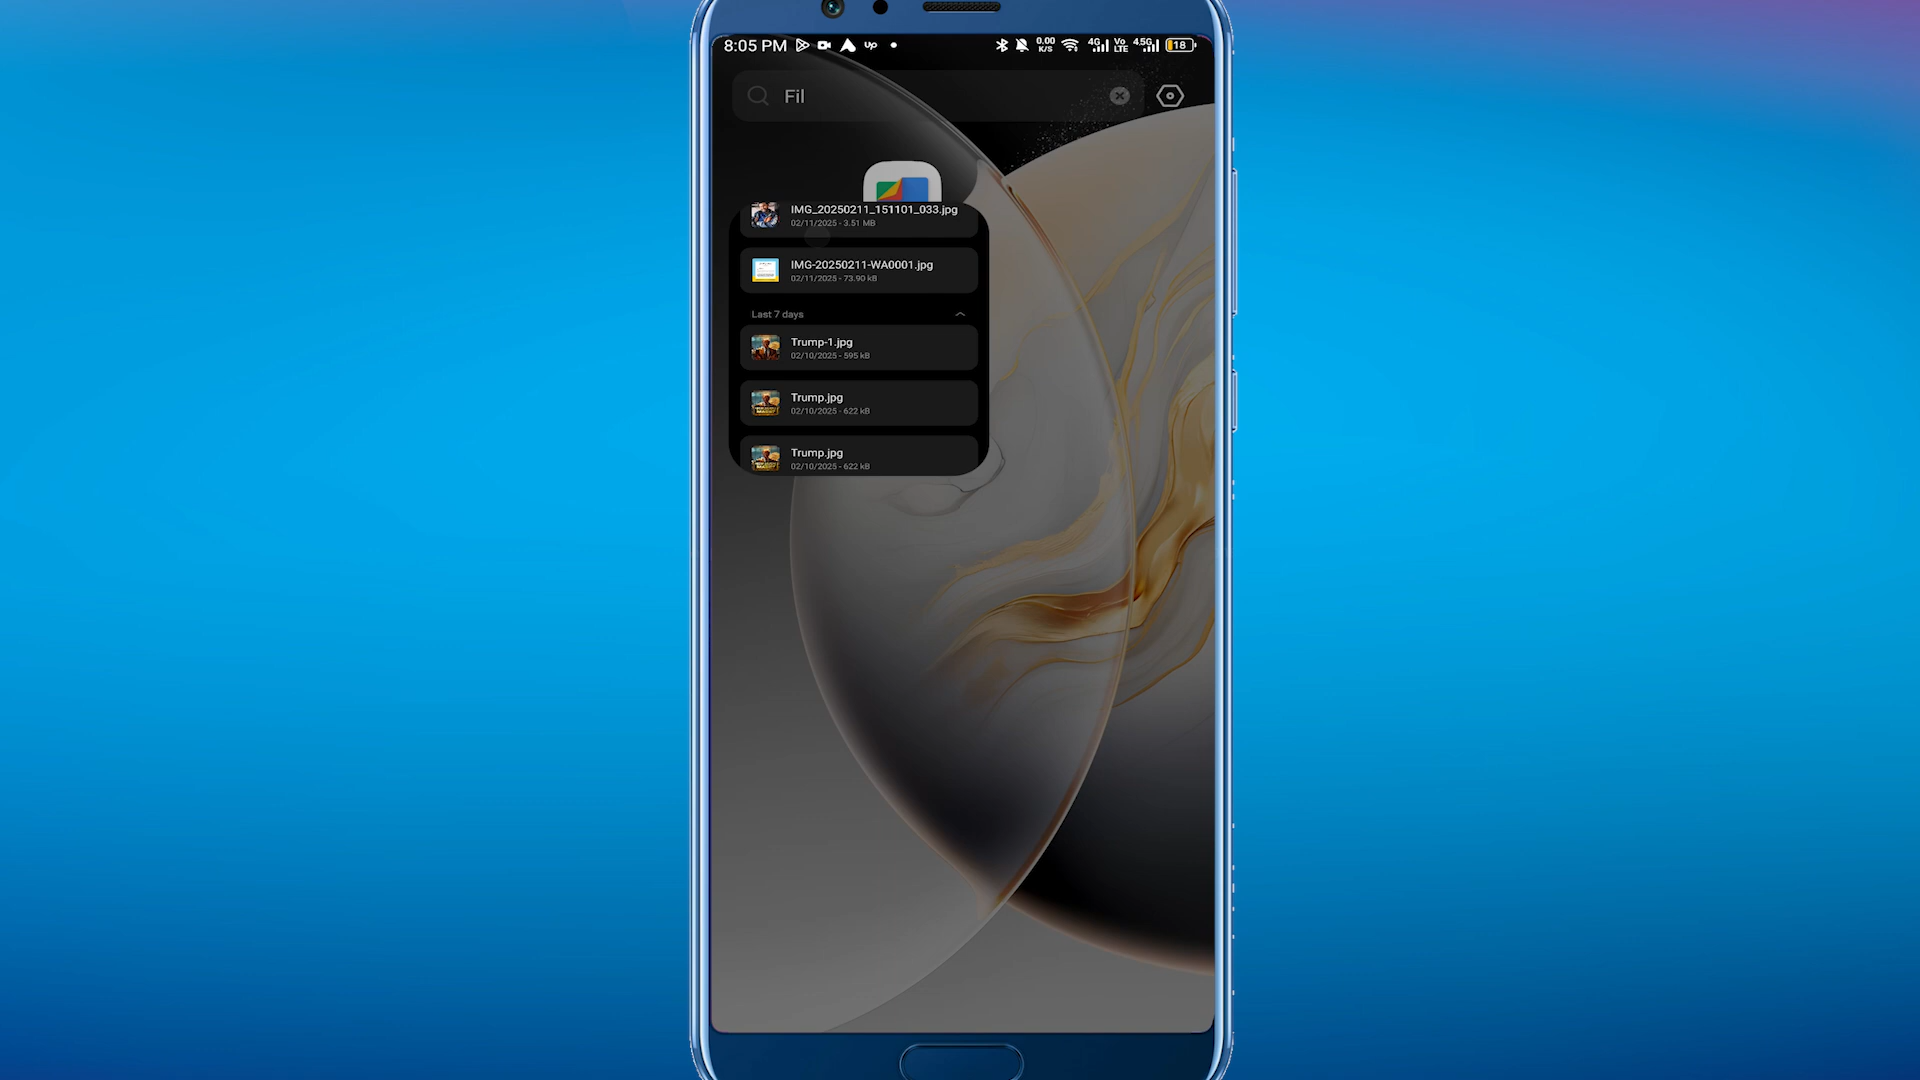 8:05 PM
0.00
K/S
4G
Vo
LTE
4.5G
18
Fil
IMG_20250211_151101_033.jpg
02/11/2025 - 3.51 MB
IMG-20250211-WA0001.jpg
02/11/2025 - 73.90 kB
Last 7 days
Trump-1.jpg
02/10/2025 - 595 kB
Trump.jpg
02/10/2025 - 622 kB
Trump.jpg
02/10/2025 - 622 kB